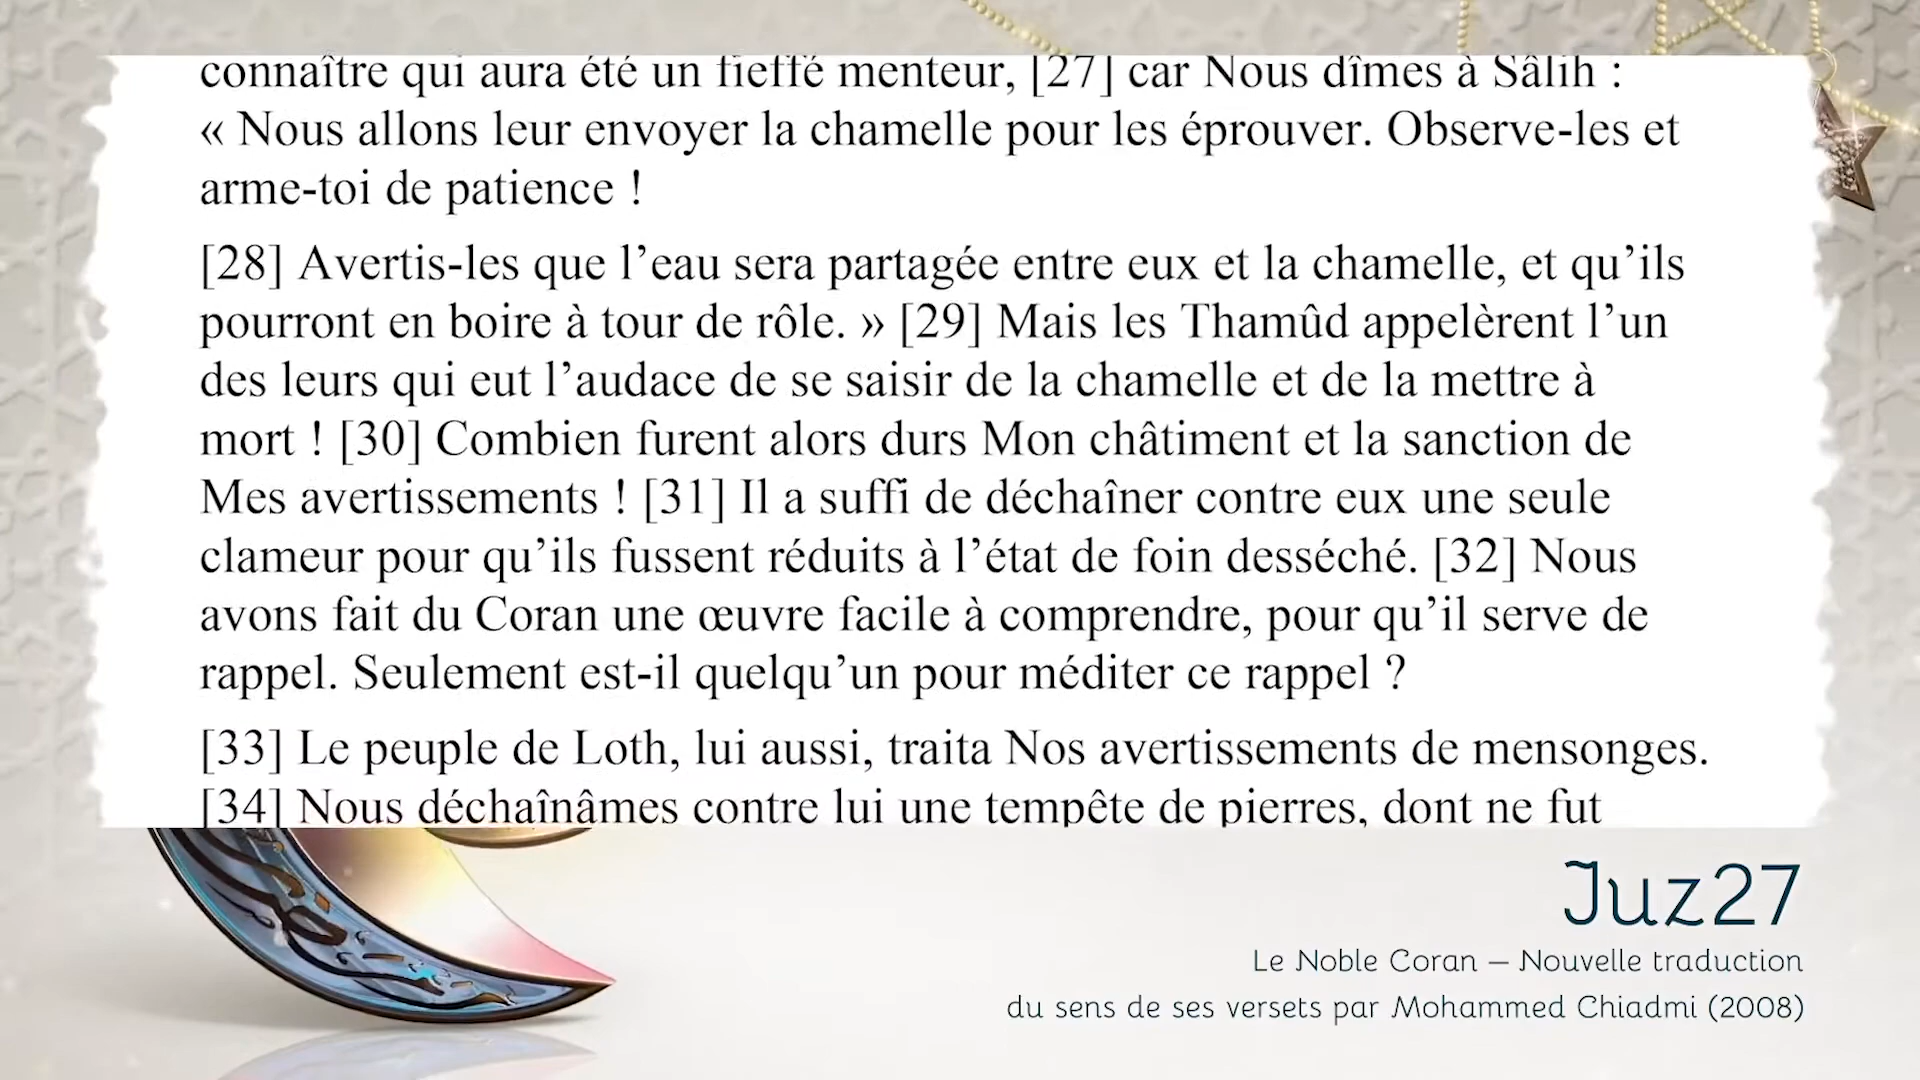 connaître qui aura été un fieffé menteur, [27] car Nous dîmes à Sâlih :
« Nous allons leur envoyer la chamelle pour les éprouver. Observe-les et
arme-toi de patience !
[28] Avertis-les que l’eau sera partagée entre eux et la chamelle, et qu’ils
pourront en boire à tour de rôle. » [29] Mais les Thamûd appelèrent l’un
des leurs qui eut l’audace de se saisir de la chamelle et de la mettre à
mort ! [30] Combien furent alors durs Mon châtiment et la sanction de
Mes avertissements ! [31] Il a suffi de déchaîner contre eux une seule
clameur pour qu’ils fussent réduits à l’état de foin desséché. [32] Nous
avons fait du Coran une œuvre facile à comprendre, pour qu’il serve de
rappel. Seulement est-il quelqu’un pour méditer ce rappel ?
[33] Le peuple de Loth, lui aussi, traita Nos avertissements de mensonges.
[34] Nous déchaînâmes contre lui une tempête de pierres, dont ne fut
Juz27
Le Noble Coran – Nouvelle traduction
du sens de ses versets par Mohammed Chiadmi (2008)